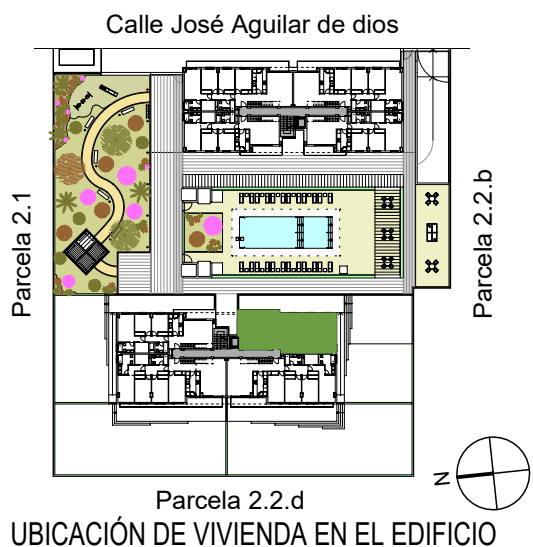 Calle José Aguilar de dios
Parcela 2.1
Parcela 2.2.b
N
Parcela 2.2.d
UBICACIÓN DE VIVIENDA EN EL EDIFICIO